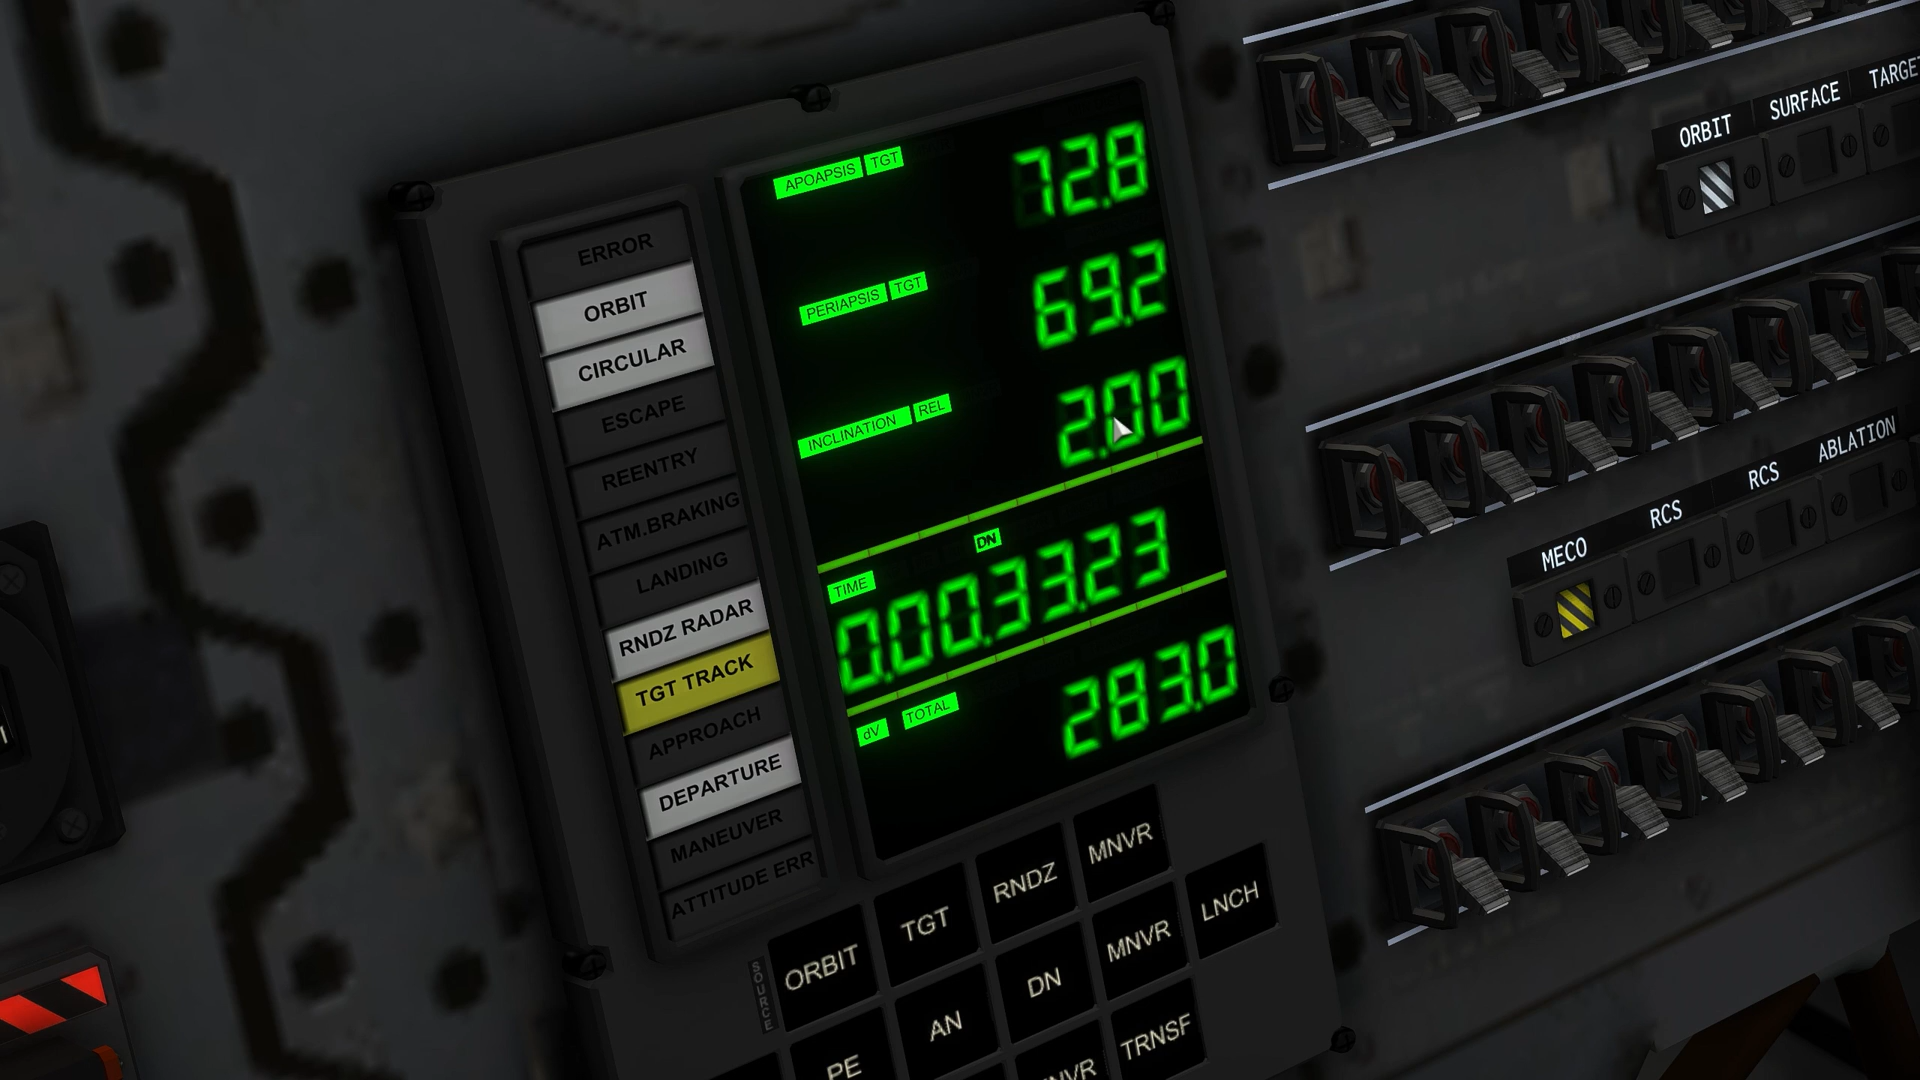 ERROR
ORBIT
CIRCULAR
ESCAPE
REENTRY
ATM.BRAKING
LANDING
RNDZ RADAR
TGT TRACK
APPROACH
DEPARTURE
MANEUVER
ATTITUDE ERR
APOAPSIS TGT 72.8
PERIAPSIS TGT 69.2
INCLINATION REL 2.00
DN
TIME 0.00.33.23
dV TOTAL 283.0
SOURCE
ORBIT TGT RNDZ MNVR
PE AN DN MNVR LNCH
TRNSF
ORBIT SURFACE
MECO RCS RCS ABLATION